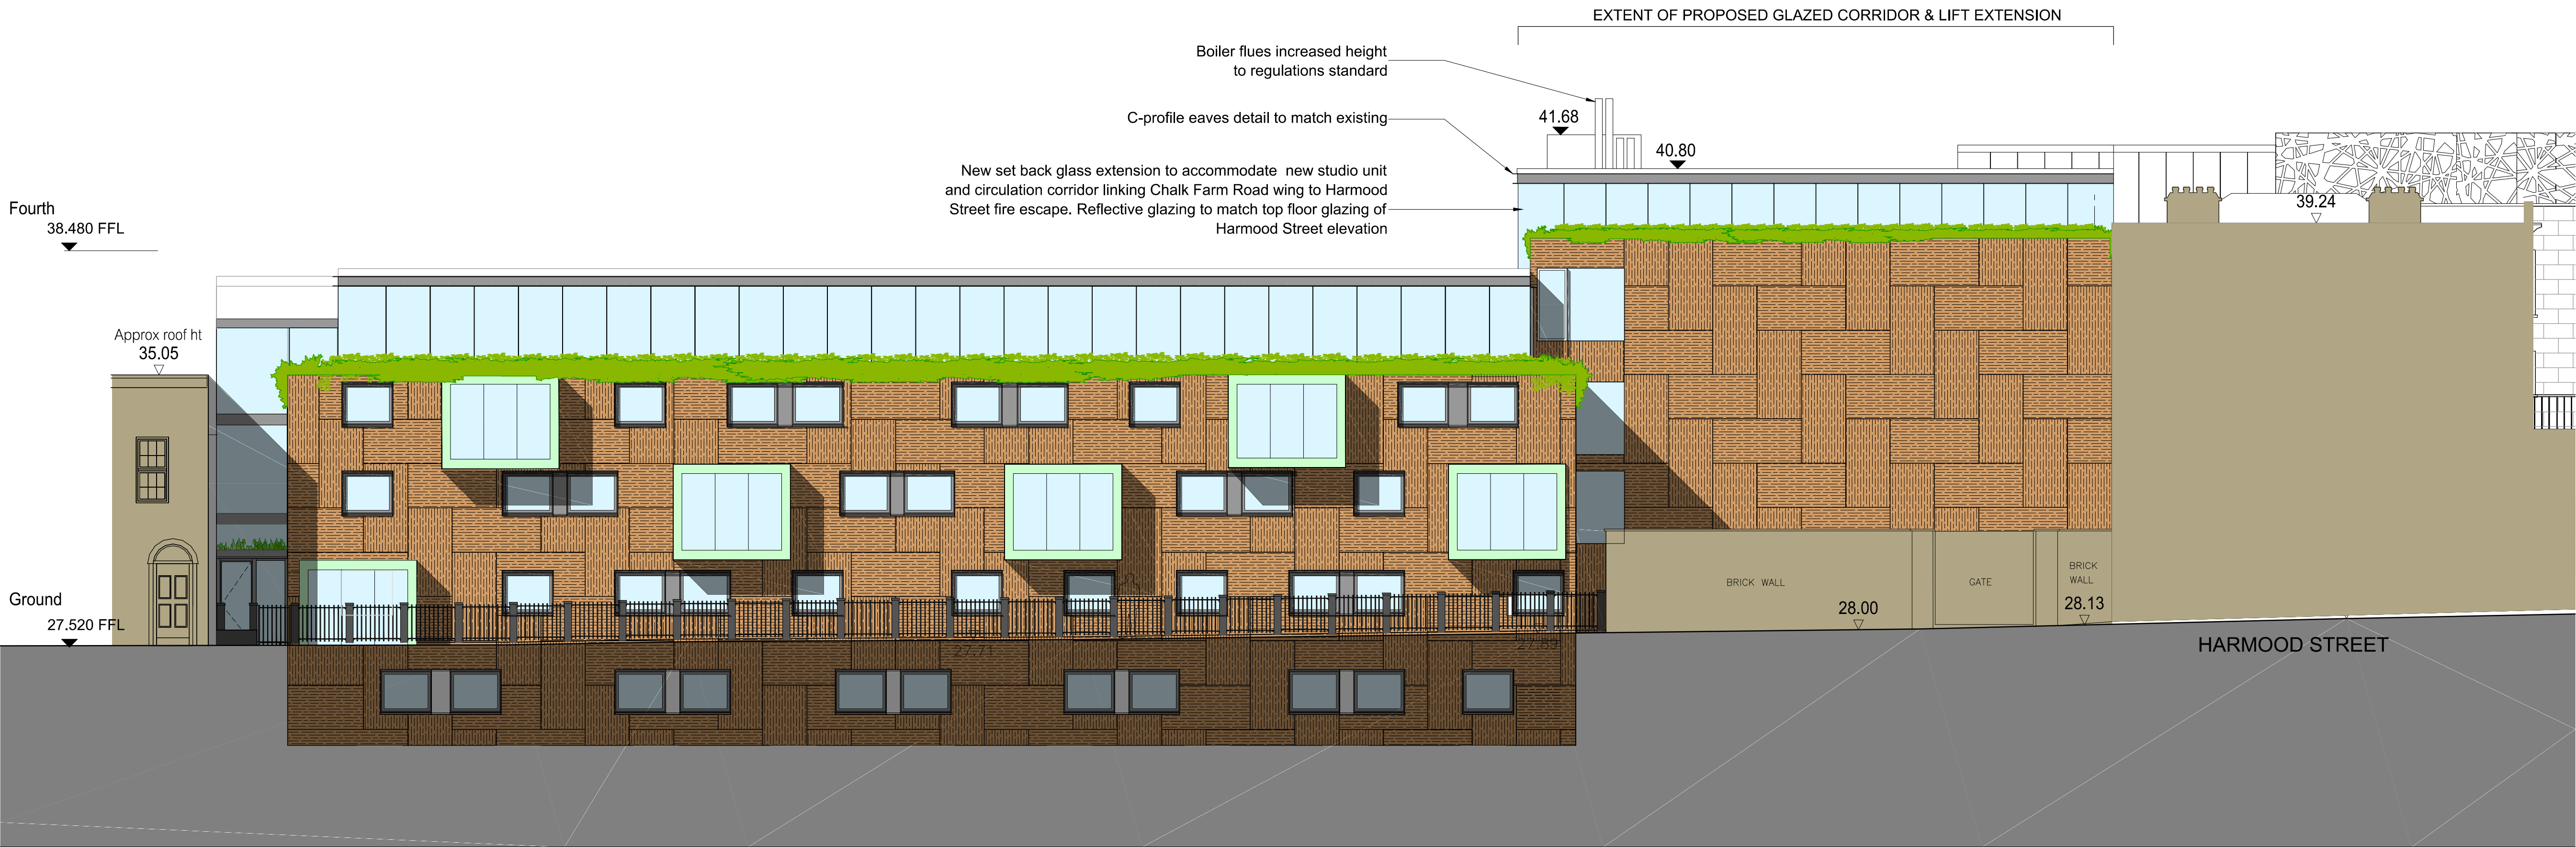 EXTENT OF PROPOSED GLAZED CORRIDOR & LIFT EXTENSION
Boiler flues increased height
to regulations standard
C-profile eaves detail to match existing
41.68
40.80
New set back glass extension to accommodate new studio unit
and circulation corridor linking Chalk Farm Road wing to Harmood
Street fire escape. Reflective glazing to match top floor glazing of
Harmood Street elevation
39.24
Fourth
38.480 FFL
Approx roof ht
35.05
BRICK WALL
GATE
BRICK
WALL
28.00
28.13
Ground
27.520 FFL
27.71
27.89
HARMOOD STREET